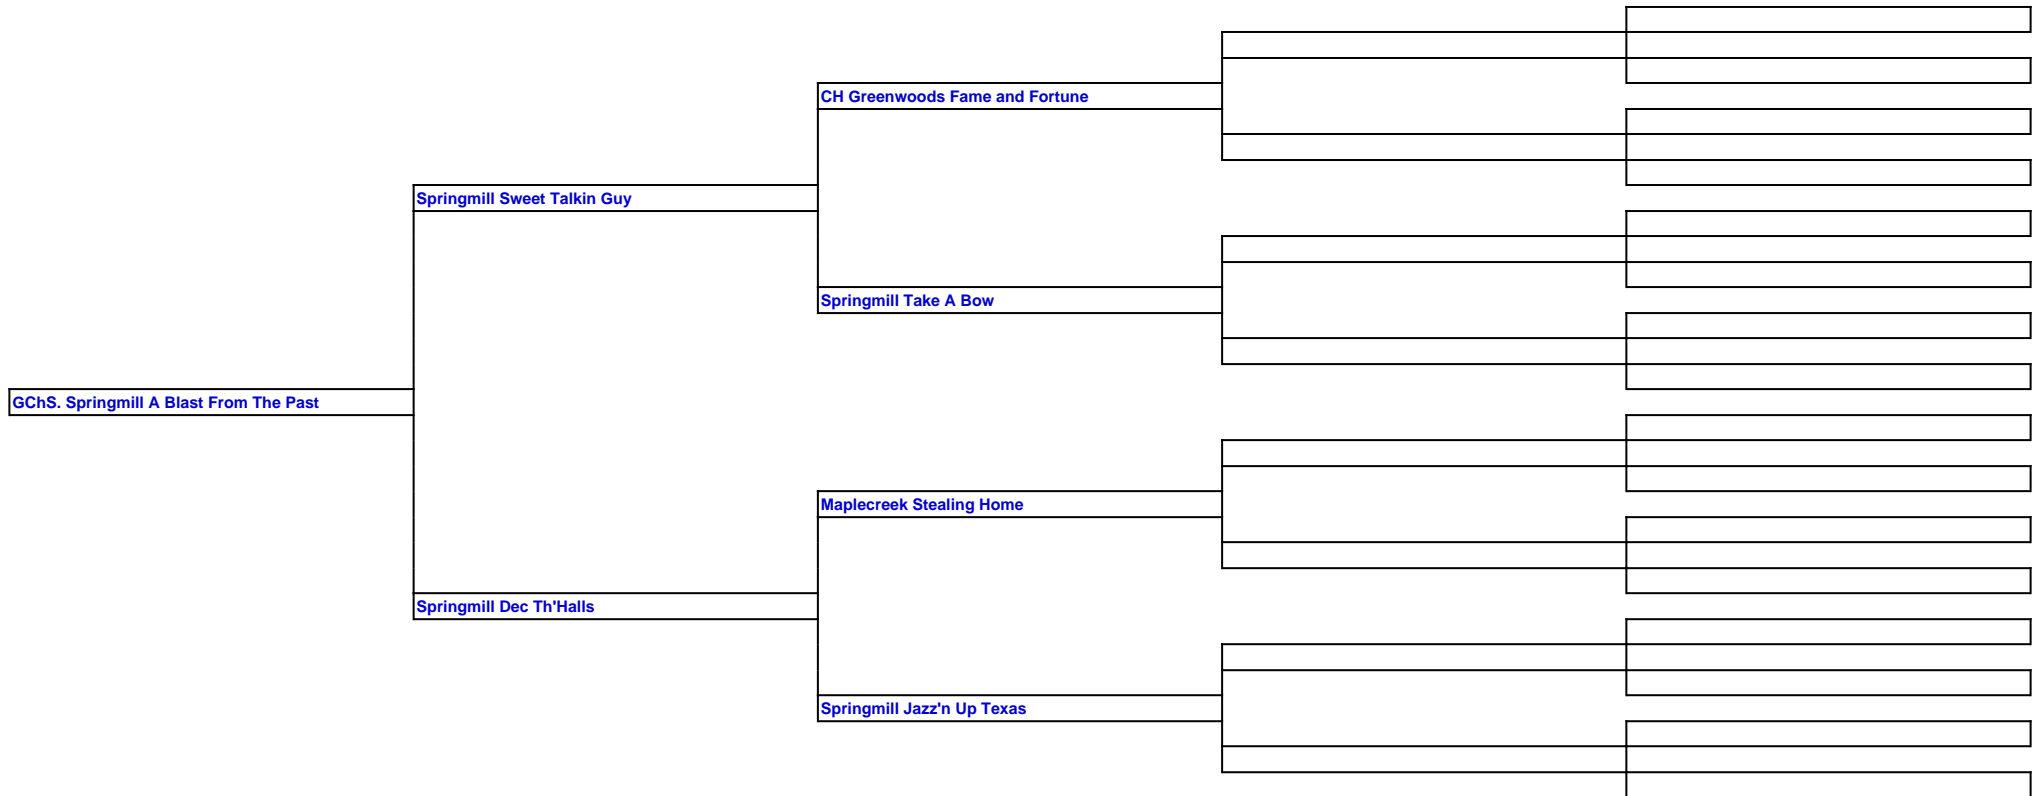 CH Greenwoods Fame and Fortune
Springmill Sweet Talkin Guy
Springmill Take A Bow
GChS. Springmill A Blast From The Past
Maplecreek Stealing Home
Springmill Dec Th'Halls
Springmill Jazz'n Up Texas